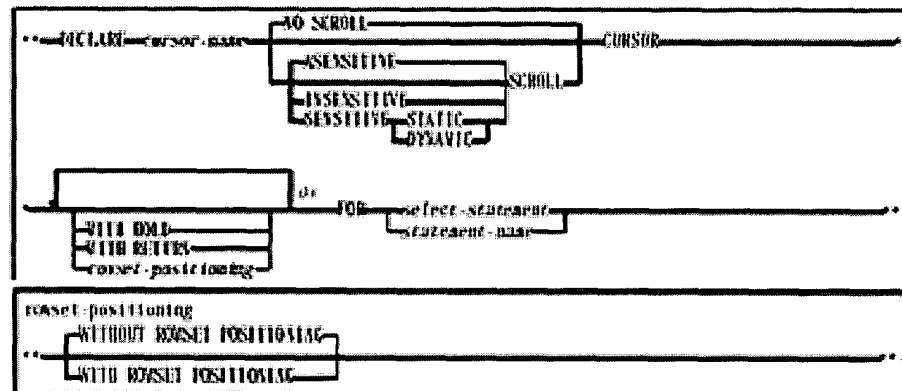 NO SCROLL
DECLARE cursor-name CURSOR
ASENSITIVE
SCROLL
INSENSITIVE
SENSITIVE STATIC
DYNAMIC
FOR select-statement
statement-name
WITH HOLD
WITH RETURN
rowset-positioning
rowset-positioning
WITHOUT ROWSET POSITIONING
WITH ROWSET POSITIONING